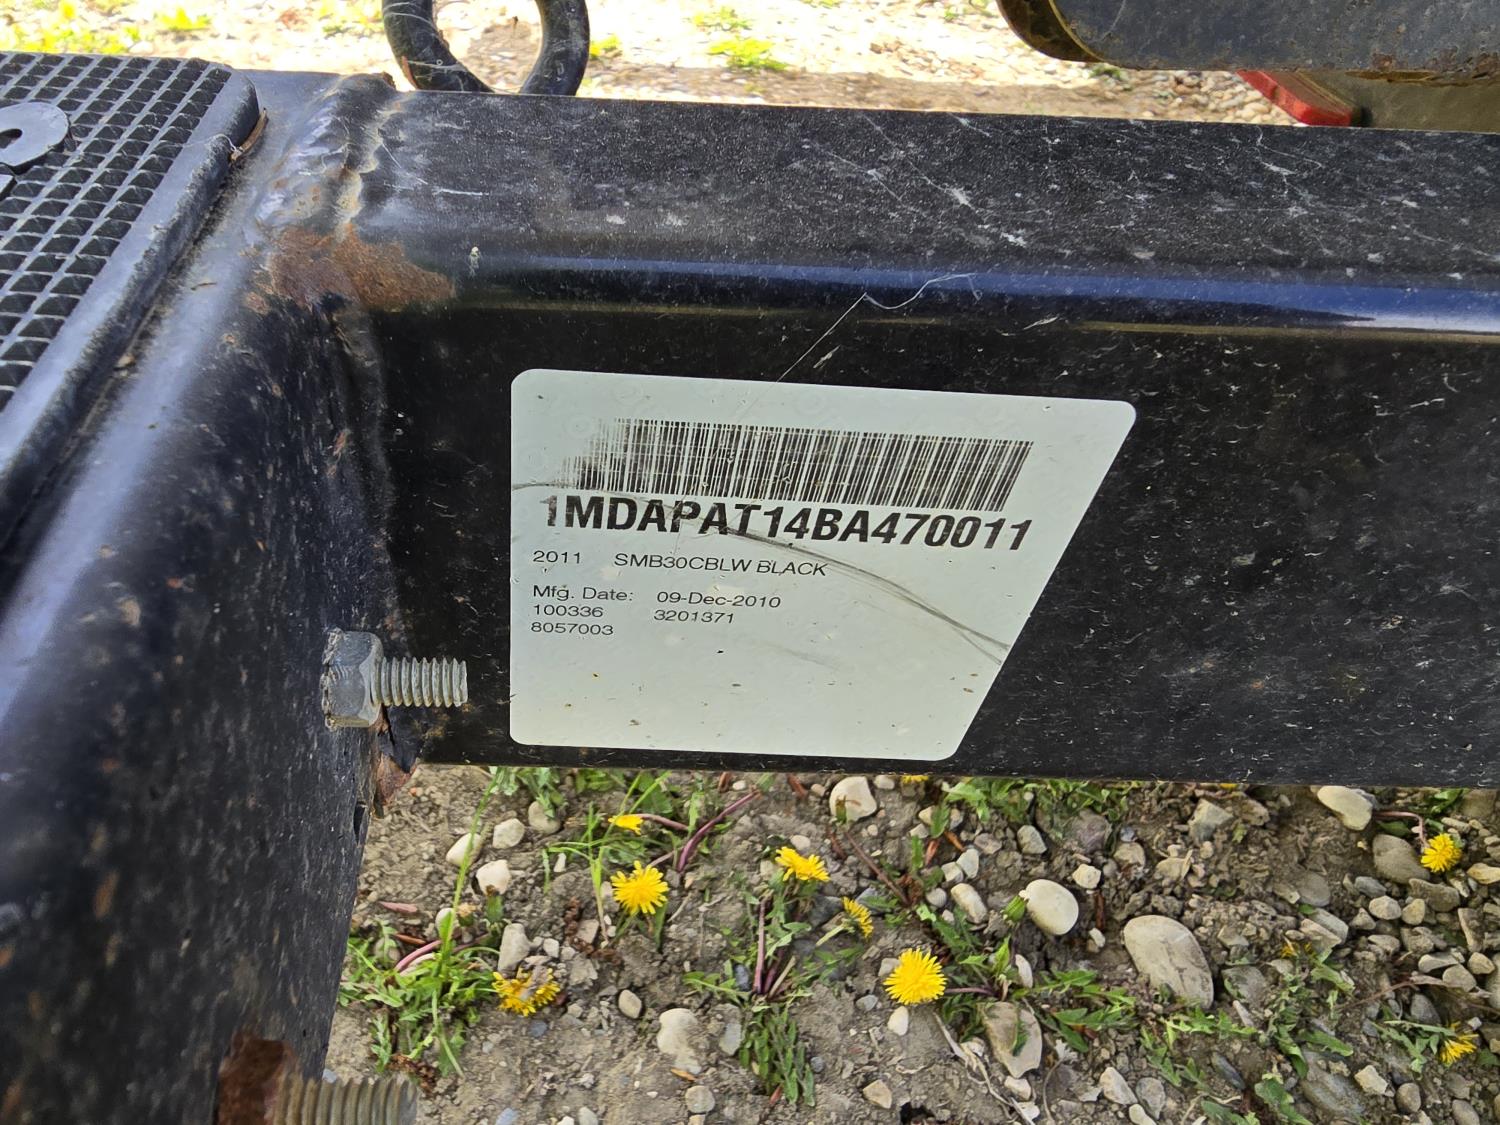 1MDAPAT14BA470011
2011 SMB30CBLW BLACK
Mfg. Date: 09-Dec-2010
100336 3201371
8057003